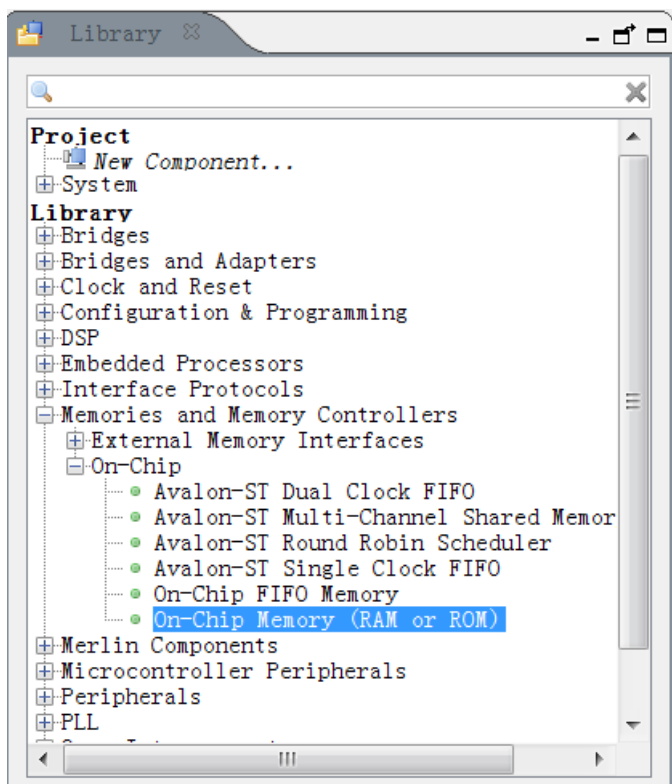 Library
Project
New Component...
System
Library
Bridges
Bridges and Adapters
Clock and Reset
Configuration & Programming
DSP
Embedded Processors
Interface Protocols
Memories and Memory Controllers
External Memory Interfaces
On-Chip
Avalon-ST Dual Clock FIFO
Avalon-ST Multi-Channel Shared Memor
Avalon-ST Round Robin Scheduler
Avalon-ST Single Clock FIFO
On-Chip FIFO Memory
On-Chip Memory (RAM or ROM)
Merlin Components
Microcontroller Peripherals
Peripherals
PLL